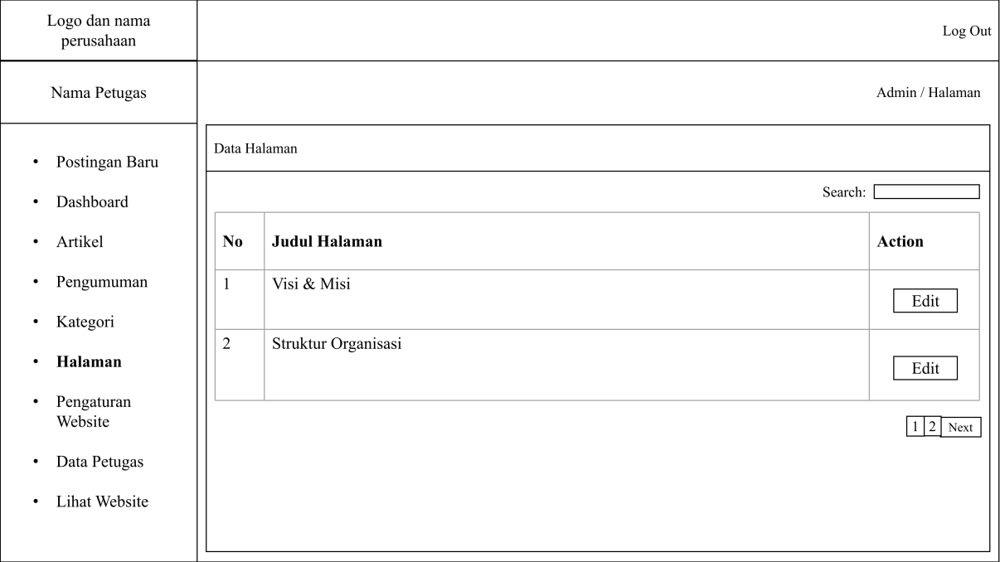 Logo dan nama
perusahaan
Log Out
Nama Petugas
Admin / Halaman
• Postingan Baru
• Dashboard
• Artikel
• Pengumuman
• Kategori
• Halaman
• Pengaturan
Website
• Data Petugas
• Lihat Website
Data Halaman
Search:
No Judul Halaman Action
1 Visi & Misi Edit
2 Struktur Organisasi Edit
1 2 Next